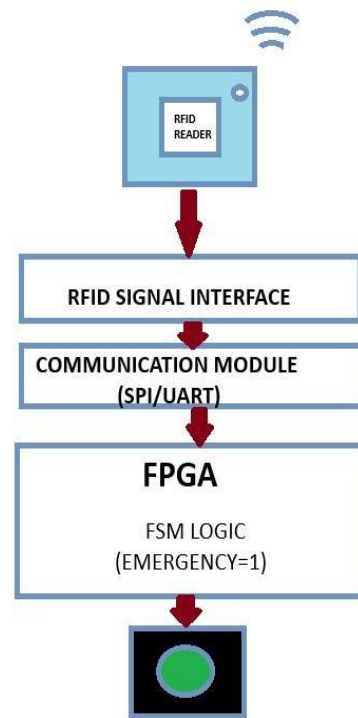 RFID
READER
RFID SIGNAL INTERFACE
COMMUNICATION MODULE
(SPI/UART)
FPGA
FSM LOGIC
(EMERGENCY=1)